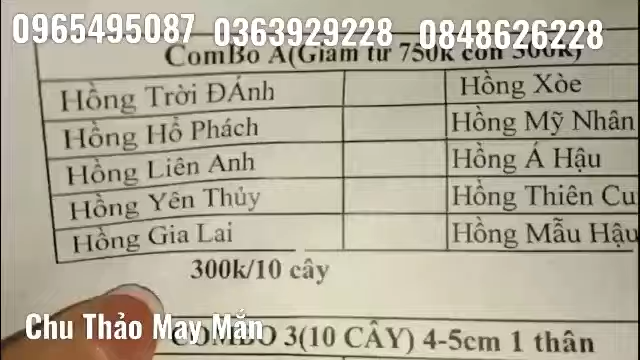 0965495087 0363929228 0848626228
ComBo A(Giảm từ 750k còn 300k)
Hồng Trời ĐÁnh Hồng Xòe
Hồng Hổ Phách Hồng Mỹ Nhân
Hồng Liên Anh Hồng Á Hậu
Hồng Yên Thủy Hồng Thiên Cu
Hồng Gia Lai Hồng Mẫu Hậu
300k/10 cây
Chu Thảo May Mắn
COMBO 3(10 CÂY) 4-5cm 1 thân